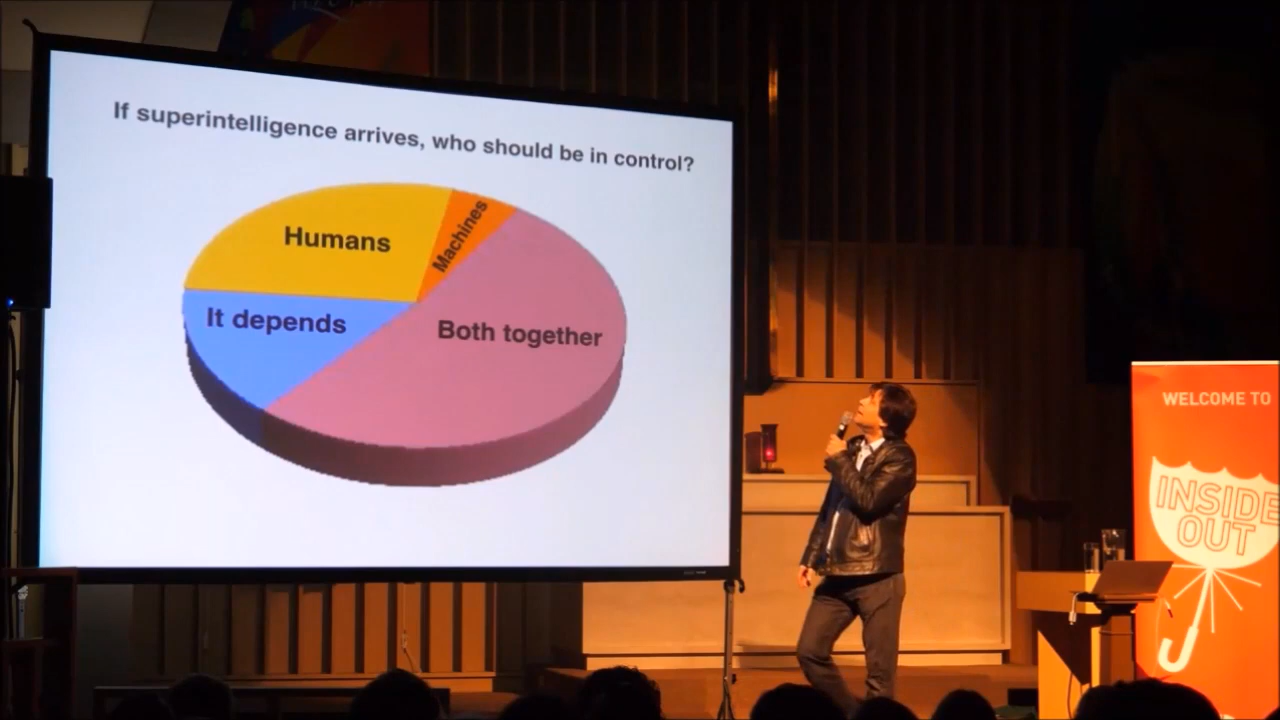 If superintelligence arrives, who should be in control?
Humans
Machines
It depends
Both together
WELCOME TO
INSIDE
OUT